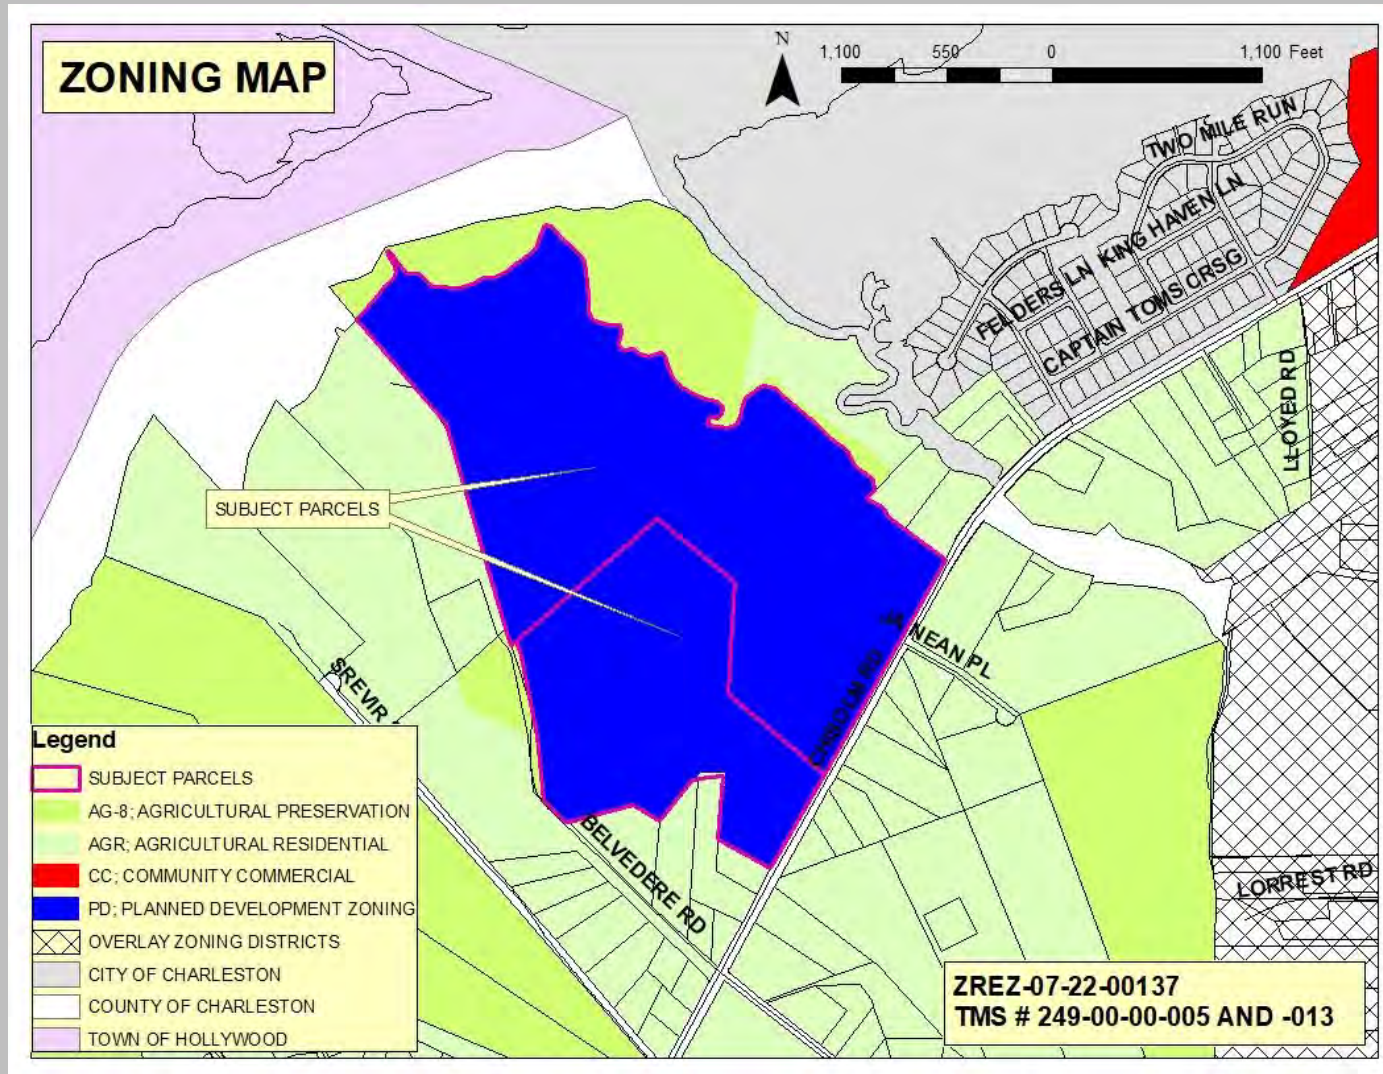 ZONING MAP
N
1,100 550 0 1,100 Feet
TWO MILE RUN
KING HAVEN LN
FELDERS LN
CAPTAIN TOMS CRSG
LLOYED RD
SUBJECT PARCELS
NEAN PL
CHISOLM RD
SREVIR
BELVEDERE RD
LORREST RD
Legend
SUBJECT PARCELS
AG-8; AGRICULTURAL PRESERVATION
AGR; AGRICULTURAL RESIDENTIAL
CC; COMMUNITY COMMERCIAL
PD; PLANNED DEVELOPMENT ZONING
OVERLAY ZONING DISTRICTS
CITY OF CHARLESTON
COUNTY OF CHARLESTON
TOWN OF HOLLYWOOD
ZREZ-07-22-00137
TMS # 249-00-00-005 AND -013